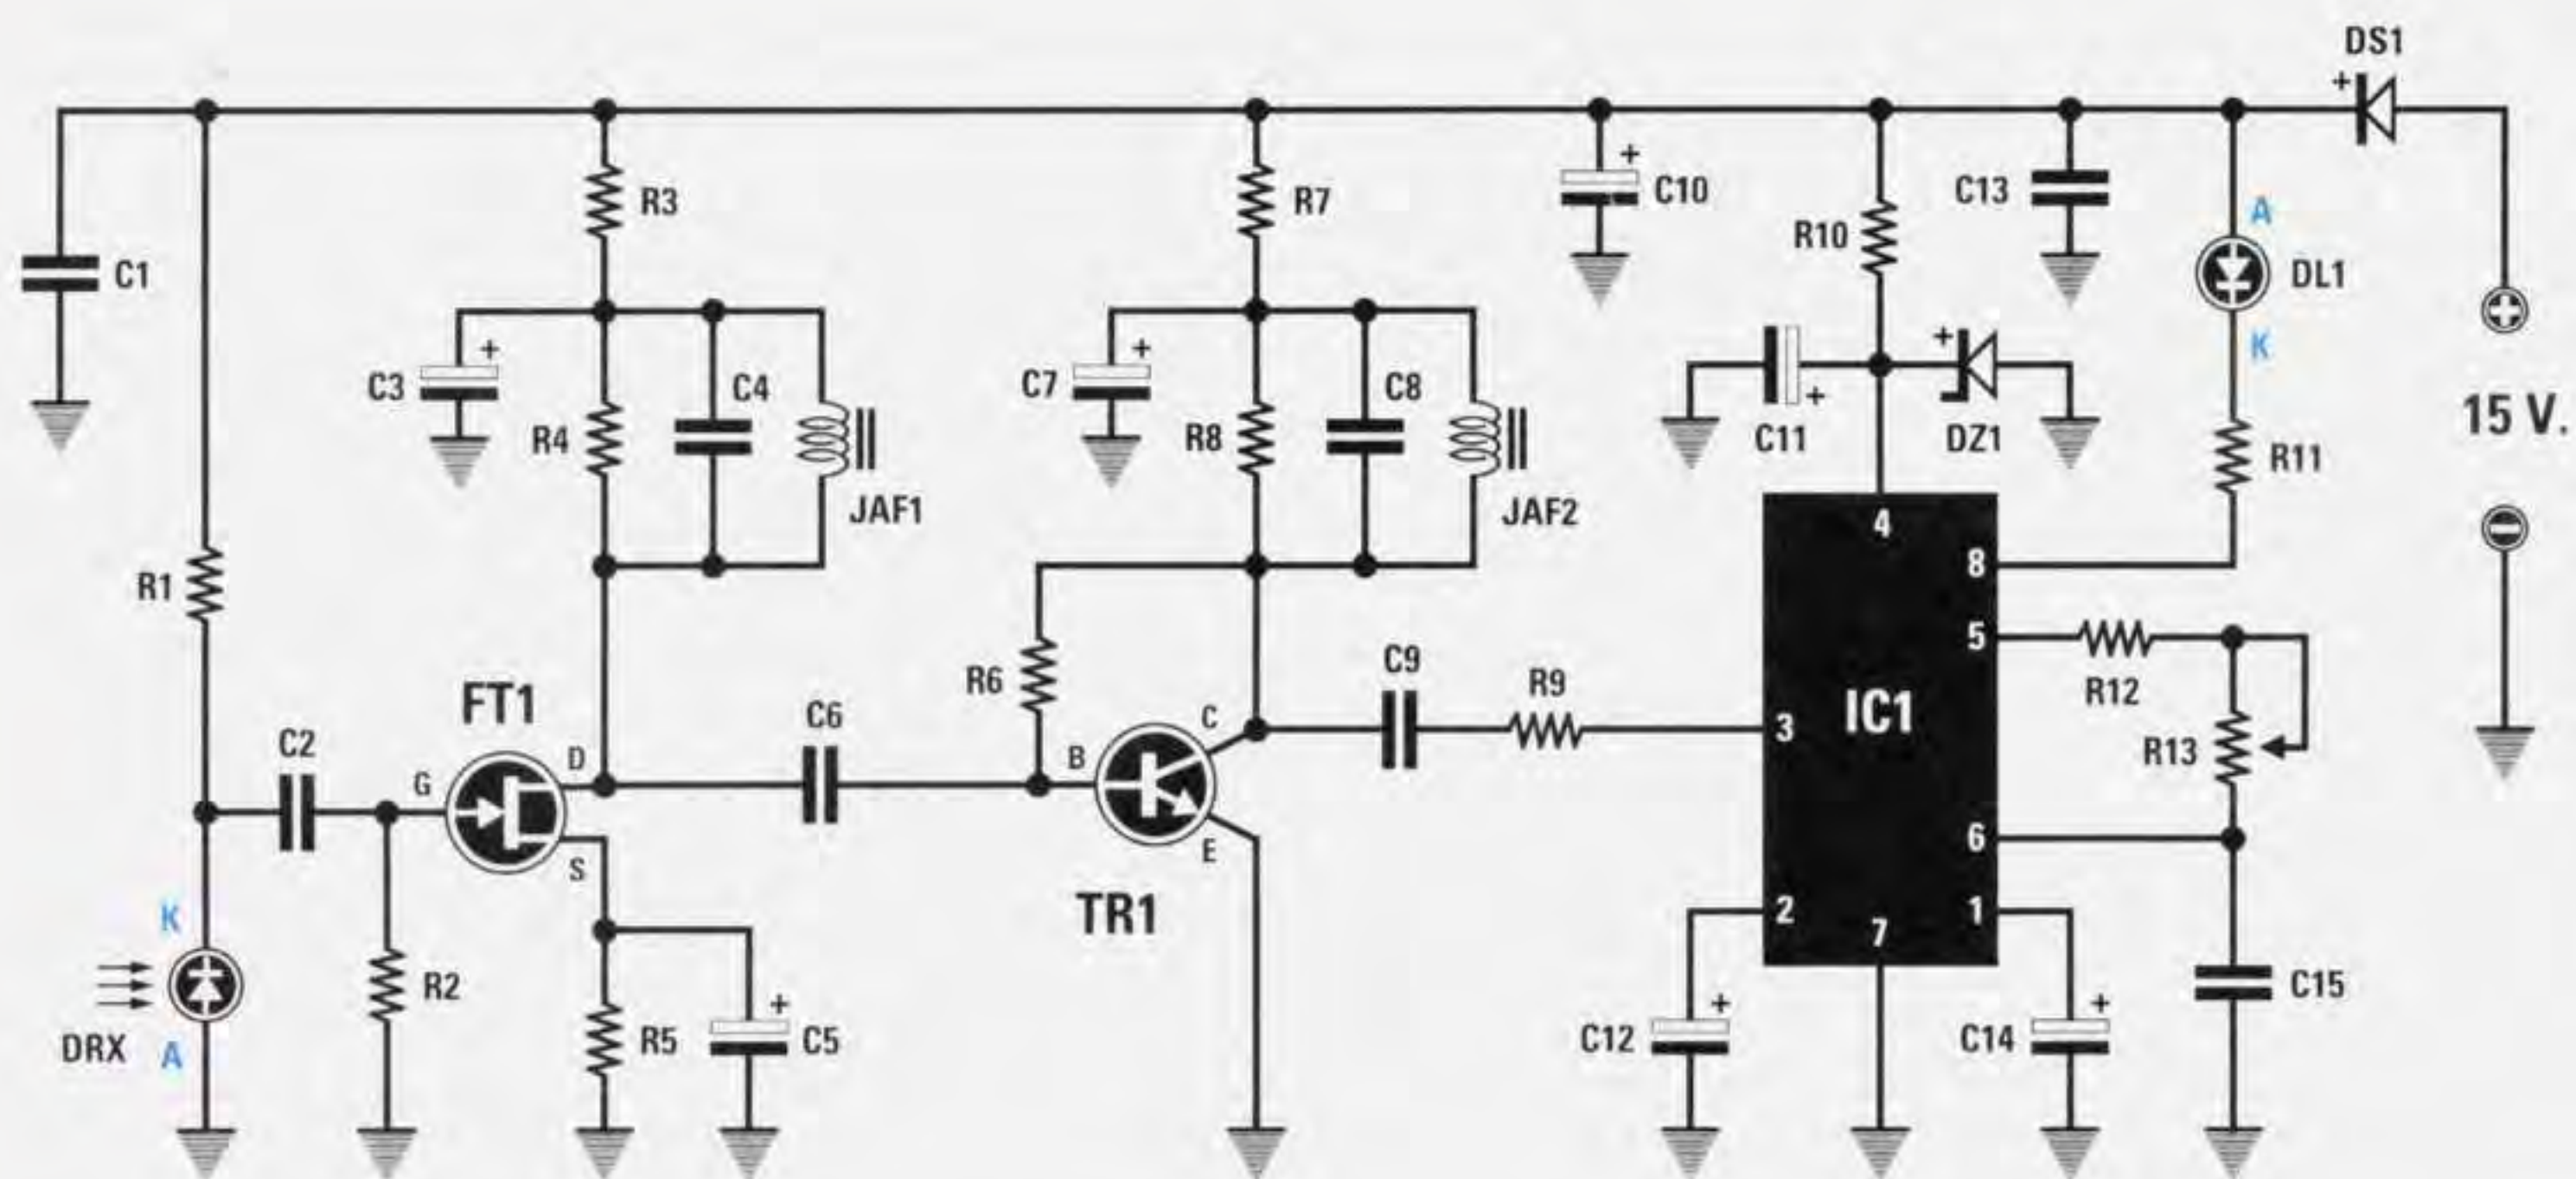 DS1
+
+
R3
R7
C10
C13
R10
A
C1
DL1
+
+
+
K
C3
C4
C7
C8
+
15 V.
R4
R8
C11
DZ1
R11
JAF1
JAF2
4
8
R1
5
C9
R6
R9
R12
FT1
C6
C
IC1
3
C2
D
B
R13
G
6
S
E
K
TR1
2
1
7
R2
C15
+
+
+
DRX
A
R5
C5
C12
C14